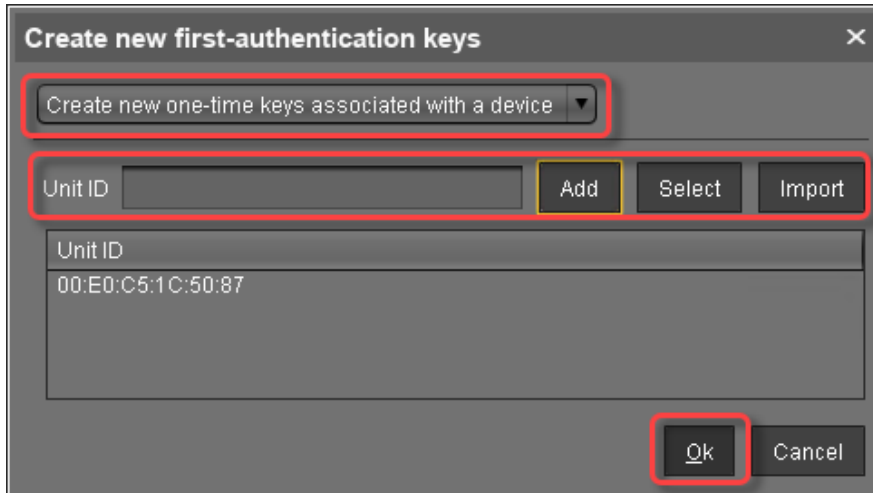 Create new first-authentication keys ×
Create new one-time keys associated with a device
Unit ID Add Select Import
Unit ID
00:E0:C5:1C:50:87
Ok Cancel